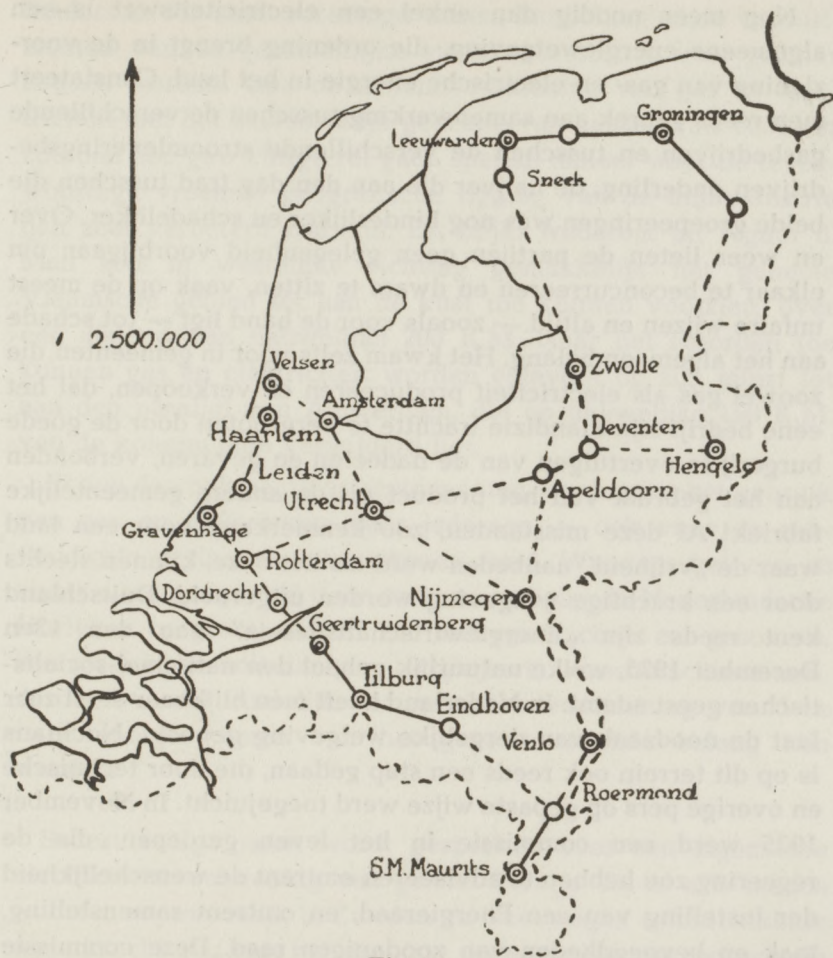 Groningen
Leeuwarden
Sneek
2.500.000
Velsen
Zwolle
Amsterdam
Haarlem
Deventer
Hengelo
Leiden
Utrecht
Apeldoorn
Gravenhage
Rotterdam
Dordrecht
Nijmegen
Geertruidenberg
Tilburg
Eindhoven
Venlo
Roermond
S.M. Maurits